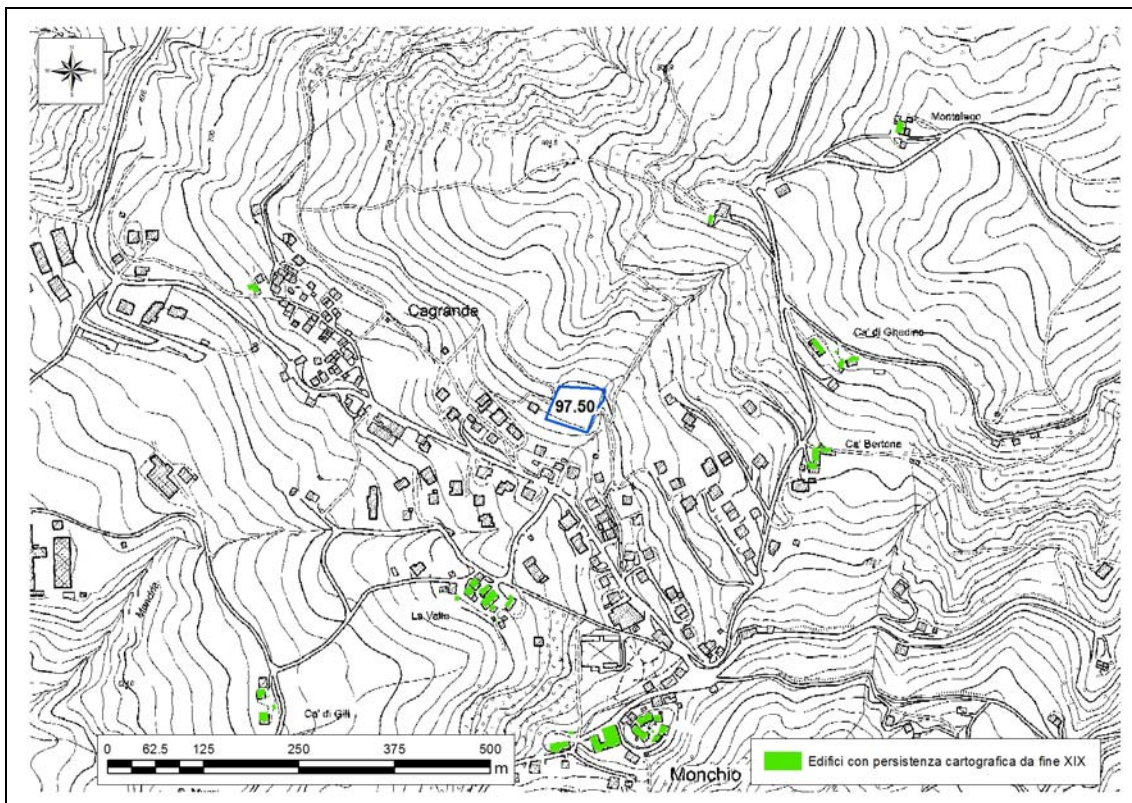 Montelago
Cagrande
Ca' di Ghedino
97.50
Ca' Bertone
La Valle
Ca' di Gilli
0 62.5 125 250 375 500
m
Monchio
Edifici con persistenza cartografica da fine XIX